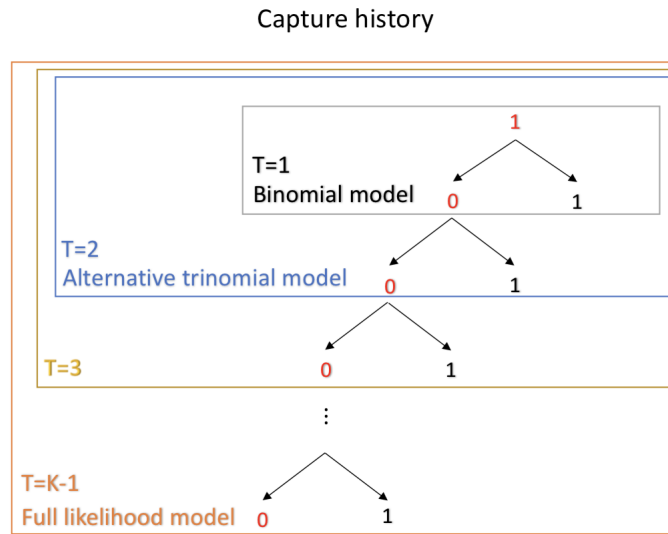 Capture history
1
T=1
Binomial model
0 1
T=2
Alternative trinomial model
0 1
T=3
0 1
⋮
T=K-1
Full likelihood model
0 1